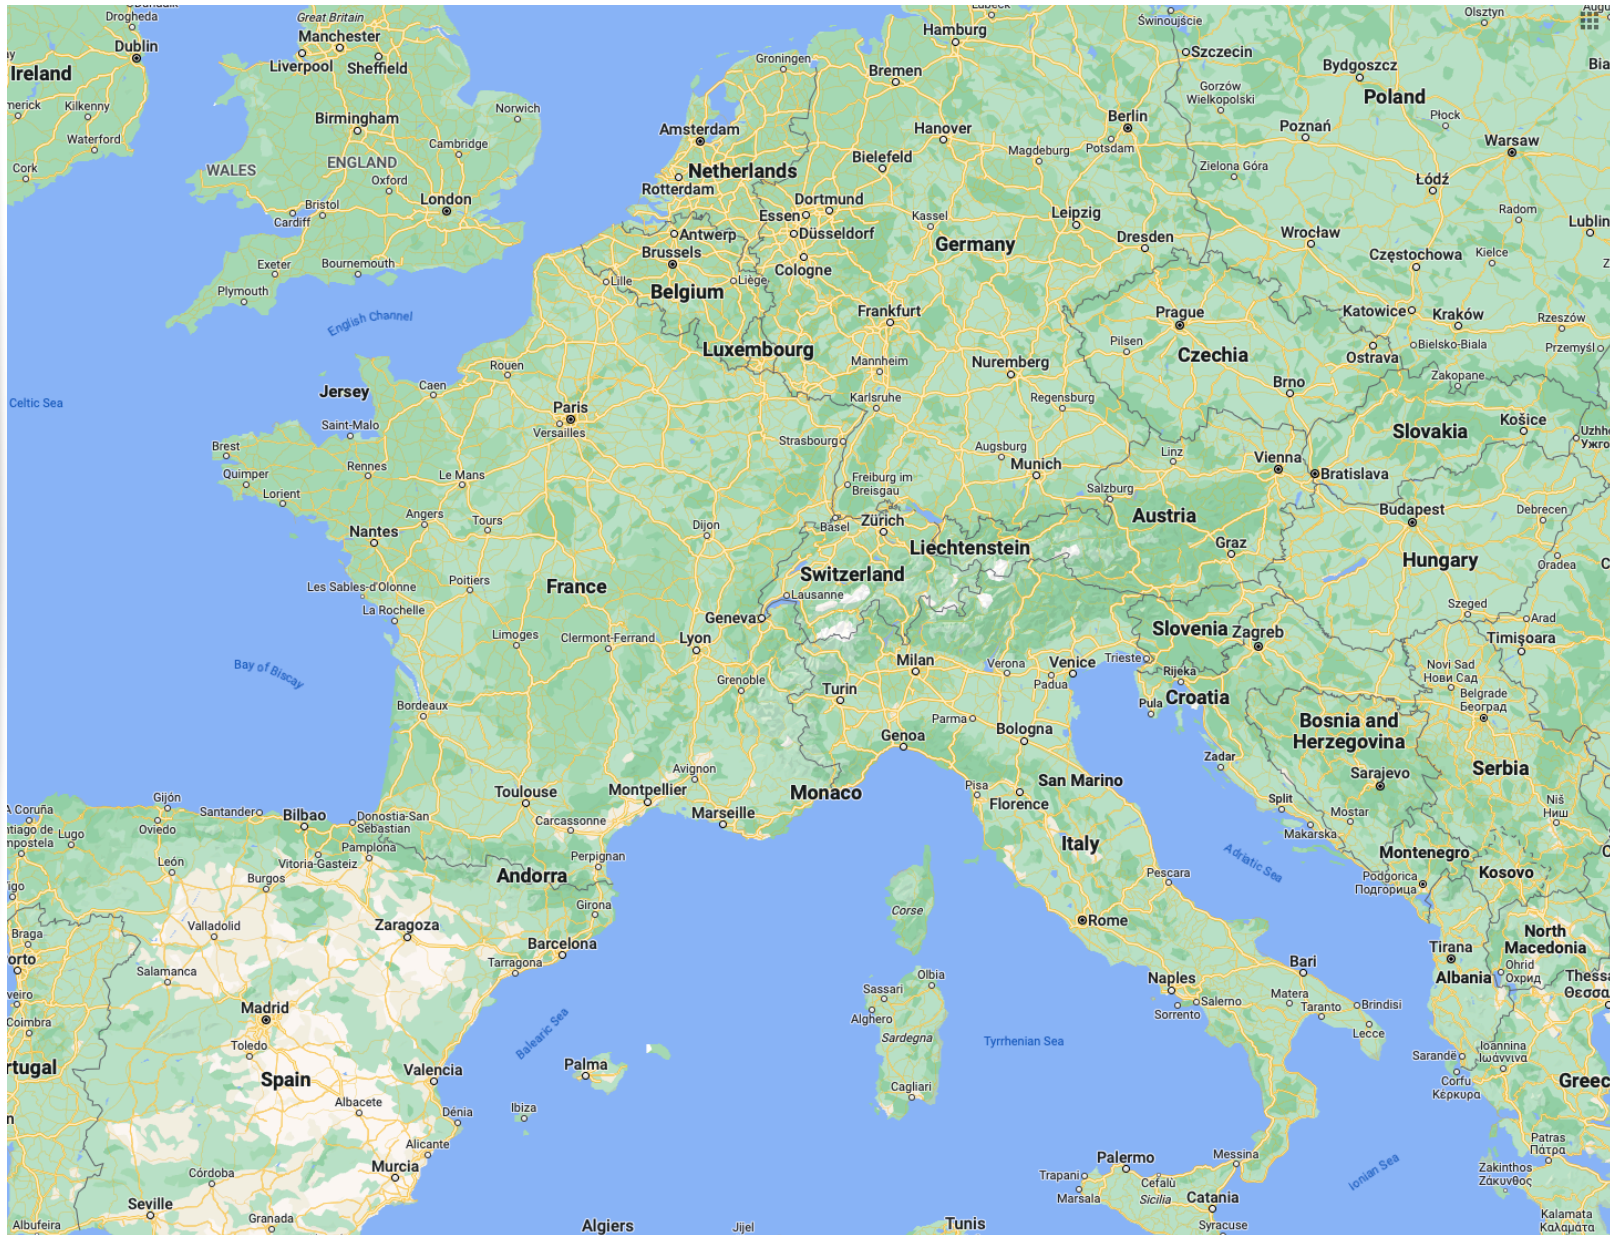 Drogheda
Great Britain
Hamburg
Świnoujście
Olsztyn
Dublin
Manchester
Liverpool
Sheffield
Groningen
Bremen
Szczecin
Bydgoszcz
Ireland
Kilkenny
Waterford
Cork
Norwich
Birmingham
Cambridge
WALES
ENGLAND
Oxford
London
Bristol
Cardiff
Exeter
Bournemouth
Plymouth
English Channel
Amsterdam
Netherlands
Rotterdam
Hanover
Bielefeld
Magdeburg
Berlin
Potsdam
Gorzów
Wielkopolski
Poland
Płock
Poznań
Warsaw
Zielona Góra
Łódź
Dortmund
Essen
Düsseldorf
Kassel
Leipzig
Radom
Lublin
Antwerp
Brussels
Cologne
Germany
Dresden
Wrocław
Częstochowa
Kielce
Lille
Liège
Belgium
Frankfurt
Prague
Katowice
Kraków
Rzeszów
Luxembourg
Mannheim
Nuremberg
Pilsen
Czechia
Ostrava
Bielsko-Biala
Przemyśl
Zakopane
Brno
Rouen
Caen
Jersey
Celtic Sea
Paris
Versailles
Karlsruhe
Regensburg
Saint-Malo
Strasbourg
Augsburg
Munich
Linz
Vienna
Slovakia
Košice
Bratislava
Brest
Quimper
Lorient
Rennes
Le Mans
Freiburg im
Breisgau
Salzburg
Angers
Tours
Nantes
Dijon
Basel
Zürich
Austria
Budapest
Debrecen
Liechtenstein
Graz
Hungary
Oradea
Switzerland
Lausanne
Les Sables-d'Olonne
Poitiers
France
La Rochelle
Geneva
Limoges
Clermont-Ferrand
Lyon
Szeged
Arad
Timișoara
Slovenia
Zagreb
Milan
Verona
Venice
Trieste
Bay of Biscay
Grenoble
Turin
Padua
Rijeka
Novi Sad
Нови Сад
Belgrade
Београд
Pula
Croatia
Bordeaux
Parma
Bologna
Genoa
Bosnia and
Herzegovina
Zadar
Serbia
Avignon
Pisa
San Marino
Sarajevo
Toulouse
Montpellier
Monaco
Florence
Split
Mostar
Niš
Ниш
A Coruña
Gijón
Santander
Bilbao
Donostia-San
Sebastian
Carcassonne
Marseille
Makarska
Oviedo
Lugo
Pamplona
Vitoria-Gasteiz
Perpignan
Italy
Adriatic Sea
Montenegro
Kosovo
León
Burgos
Andorra
Pescara
Podgorica
Подгорица
Girona
Corse
Rome
Braga
Valladolid
Zaragoza
Barcelona
Tarragona
North
Macedonia
Tirana
Ohrid
Охрид
Albania
Salamanca
Olbia
Sassari
Naples
Bari
Matera
Brindisi
Taranto
Lecce
Salerno
Sorrento
Madrid
Alghero
Sardegna
Tyrrhenian Sea
Balearic Sea
Coimbra
Toledo
Spain
Palma
Valencia
Cagliari
Sarandë
Ioannina
Ιωάννινα
Corfu
Κέρκυρα
Albacete
Ibiza
Dénia
Alicante
Murcia
Córdoba
Seville
Granada
Albufeira
Algiers
Jijel
Tunis
Palermo
Messina
Trapani
Marsala
Cefalù
Sicilia
Catania
Syracuse
Ionian Sea
Patras
Πάτρα
Zakinthos
Ζάκυνθος
Kalamata
Καλαμάτα